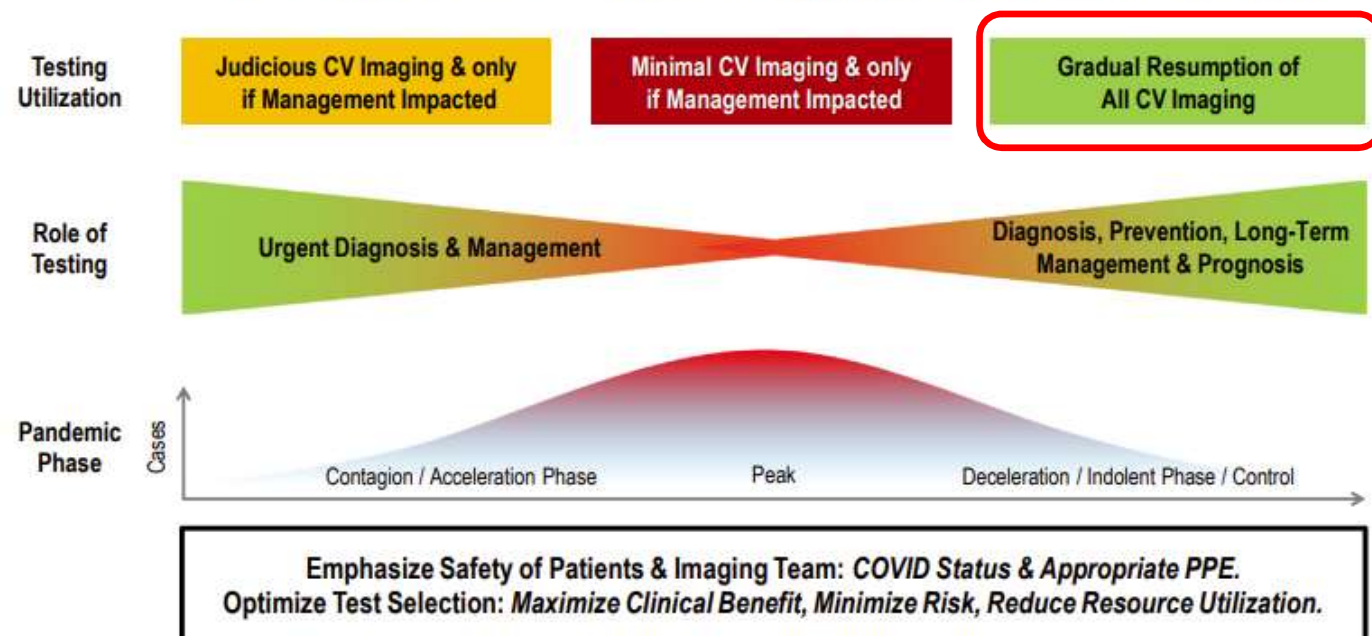 Testing
Utilization
Judicious CV Imaging & only
if Management Impacted
Minimal CV Imaging & only
if Management Impacted
Gradual Resumption of
All CV Imaging
Role of
Testing
Urgent Diagnosis & Management
Diagnosis, Prevention, Long-Term
Management & Prognosis
Pandemic
Phase
Cases
Contagion / Acceleration Phase
Peak
Deceleration / Indolent Phase / Control
Emphasize Safety of Patients & Imaging Team: COVID Status & Appropriate PPE.
Optimize Test Selection: Maximize Clinical Benefit, Minimize Risk, Reduce Resource Utilization.